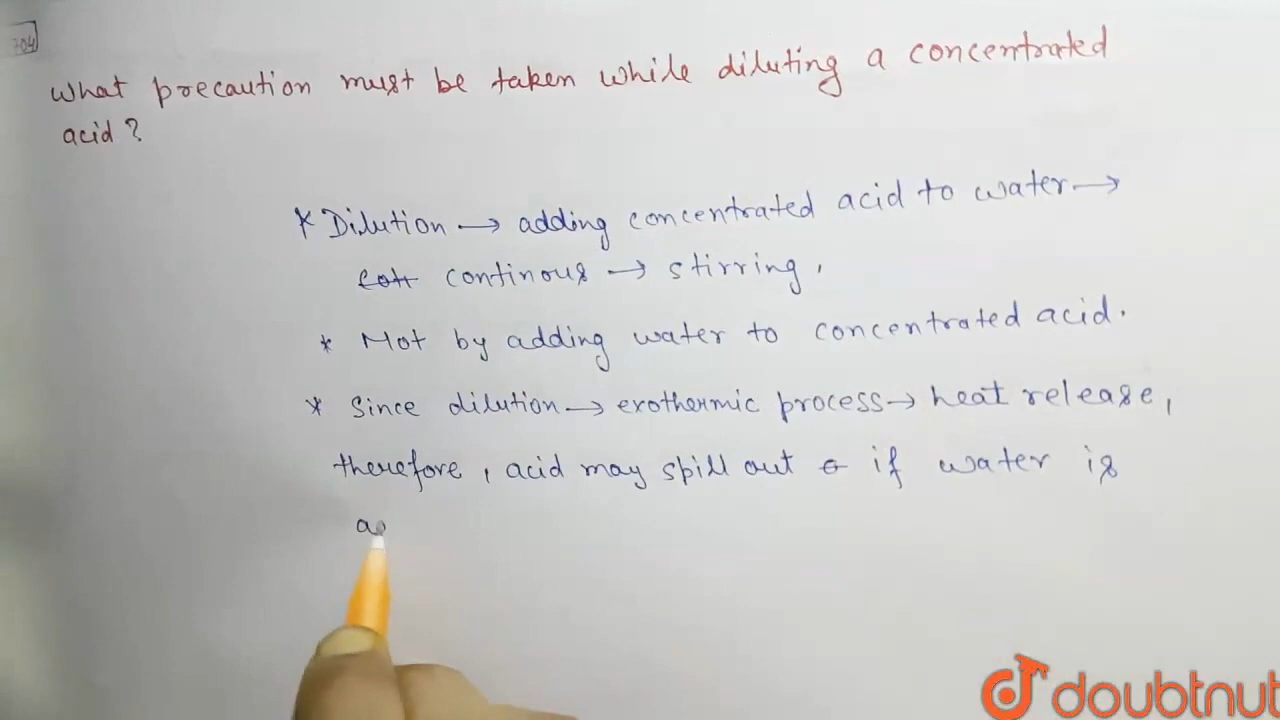 704
What precaution must be taken while diluting a concentrated
acid?
* Dilution → adding concentrated acid to water →
continous → stirring,
* Not by adding water to concentrated acid.
* Since dilution → exothermic process → heat release,
therefore, acid may spill out if water is
a
doubtnut